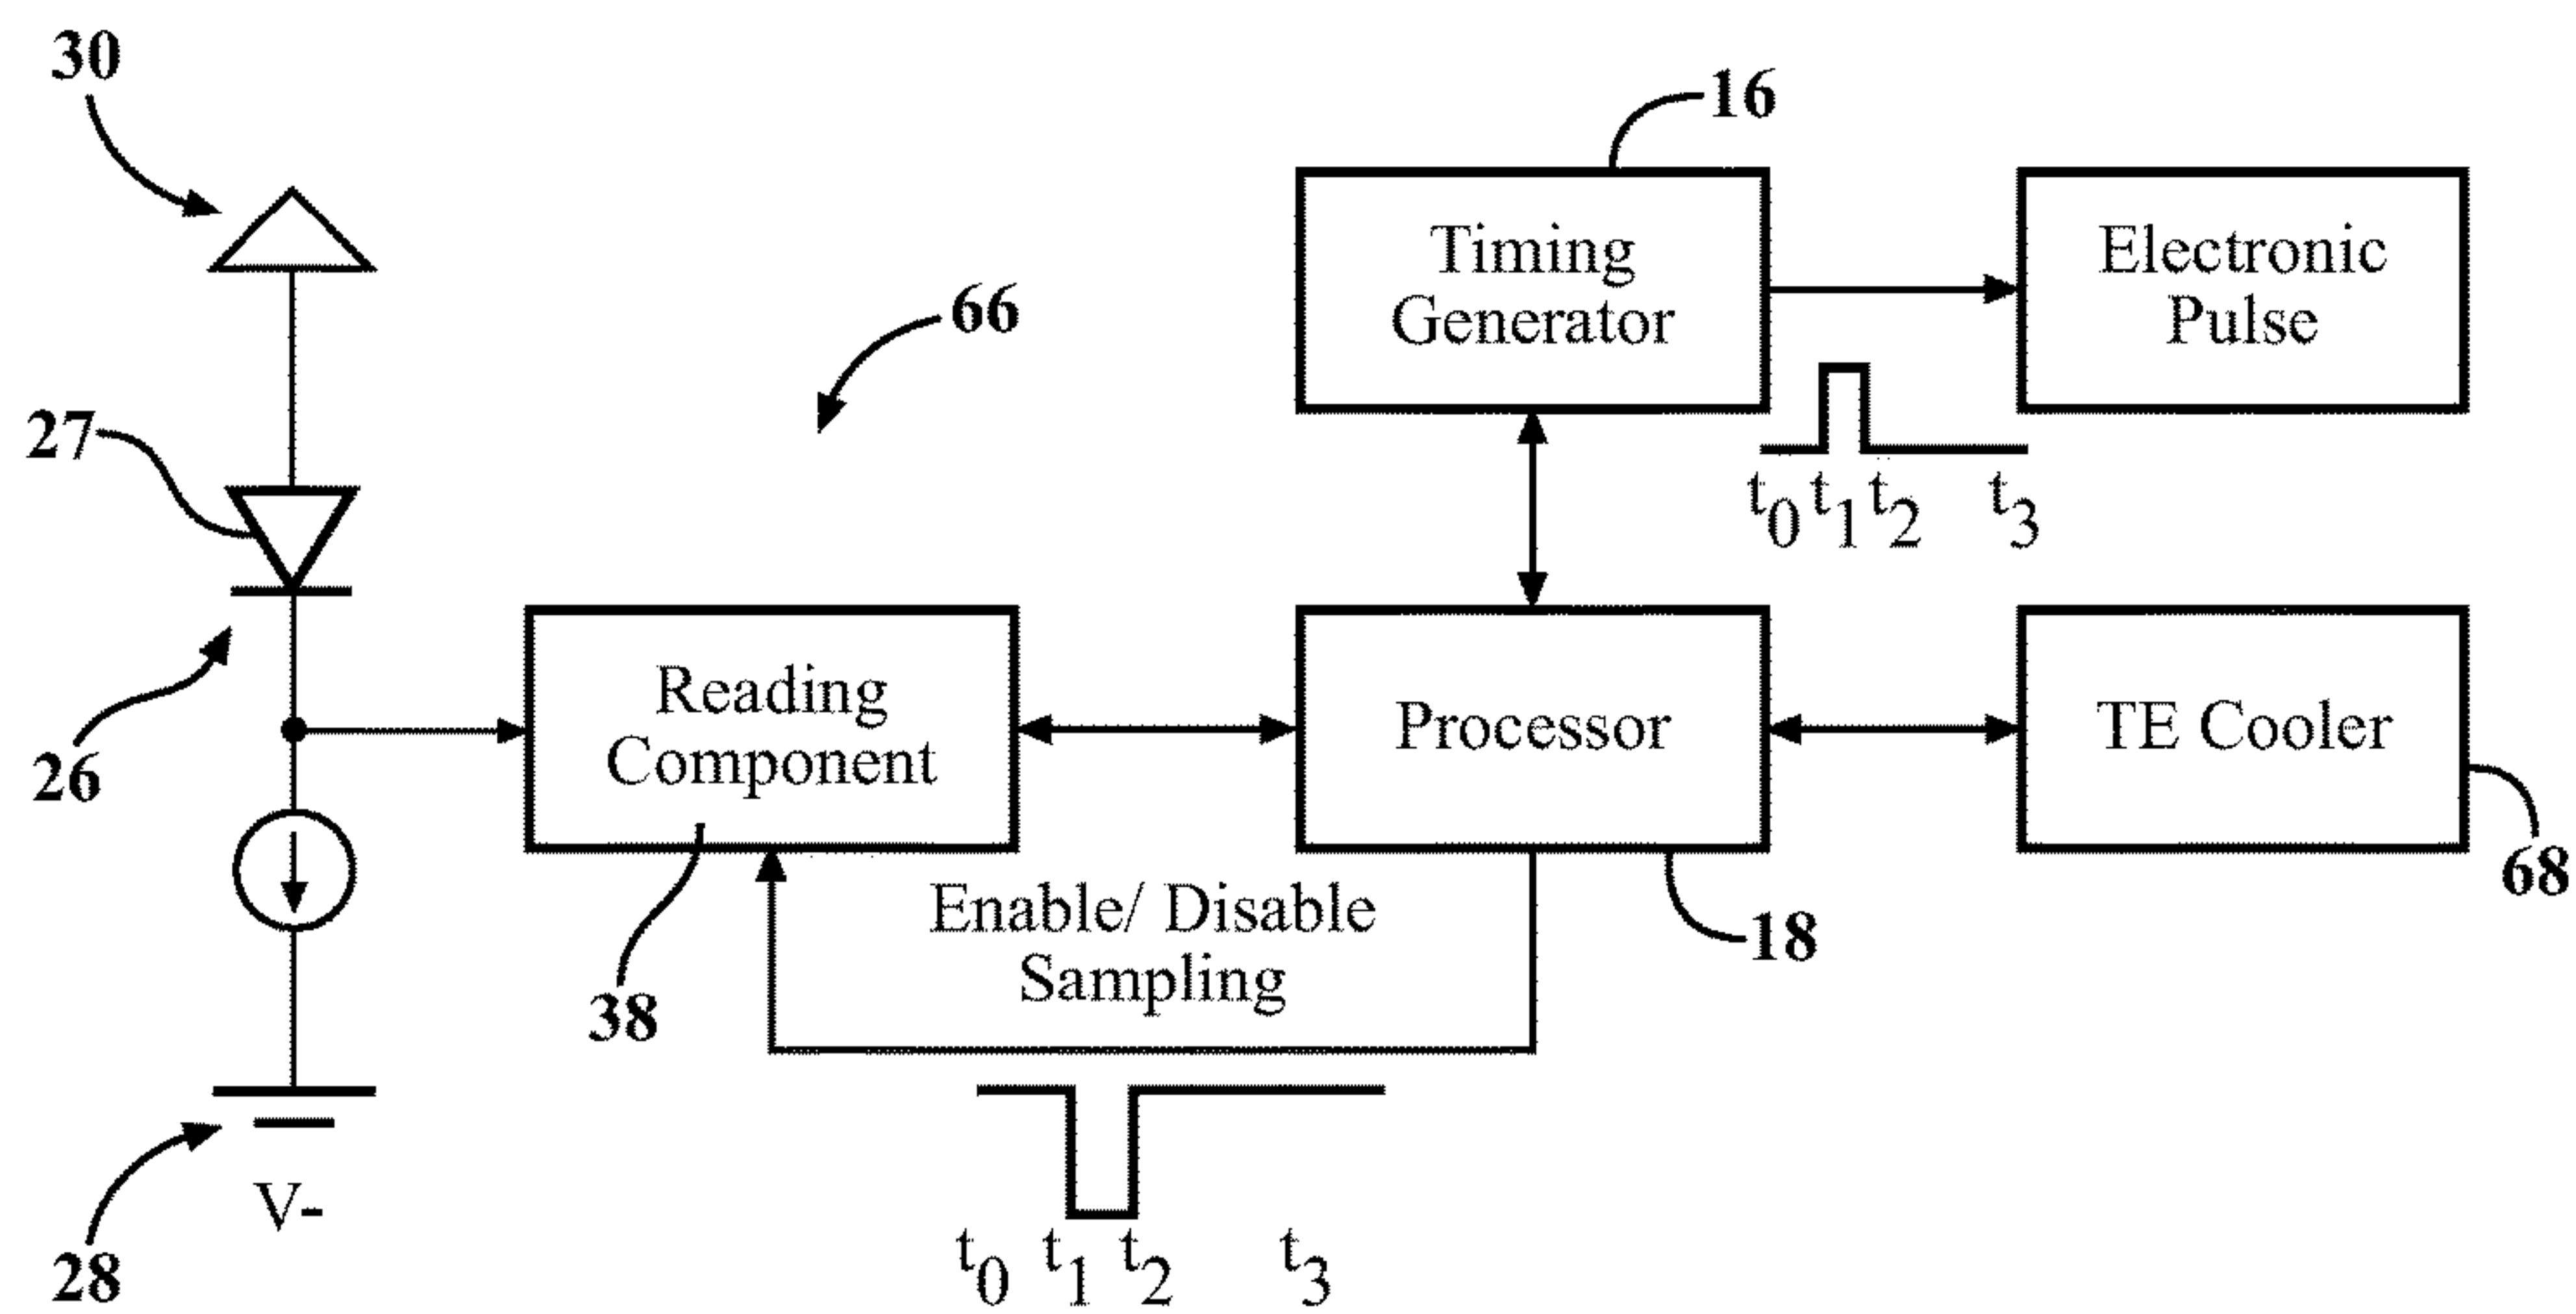 30
16
Timing
Generator
Electronic
Pulse
66
27
t0 t1 t2 t3
Reading
Component
Processor
TE Cooler
26
68
Enable/ Disable
Sampling
18
38
V-
28
t0 t1 t2 t3